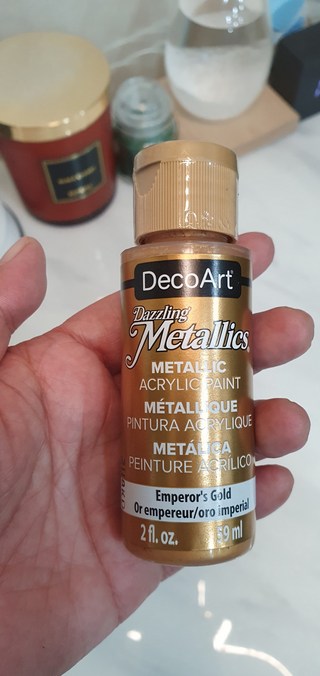 DecoArt
Dazzling
Metallics
METALLIC
ACRYLIC PAINT
MÉTALLIQUE
PINTURA ACRYLIQUE
METÁLICA
PEINTURE ACRÍLICO
Emperor's Gold
Or empereur/oro imperial
2 fl. oz. 59 ml